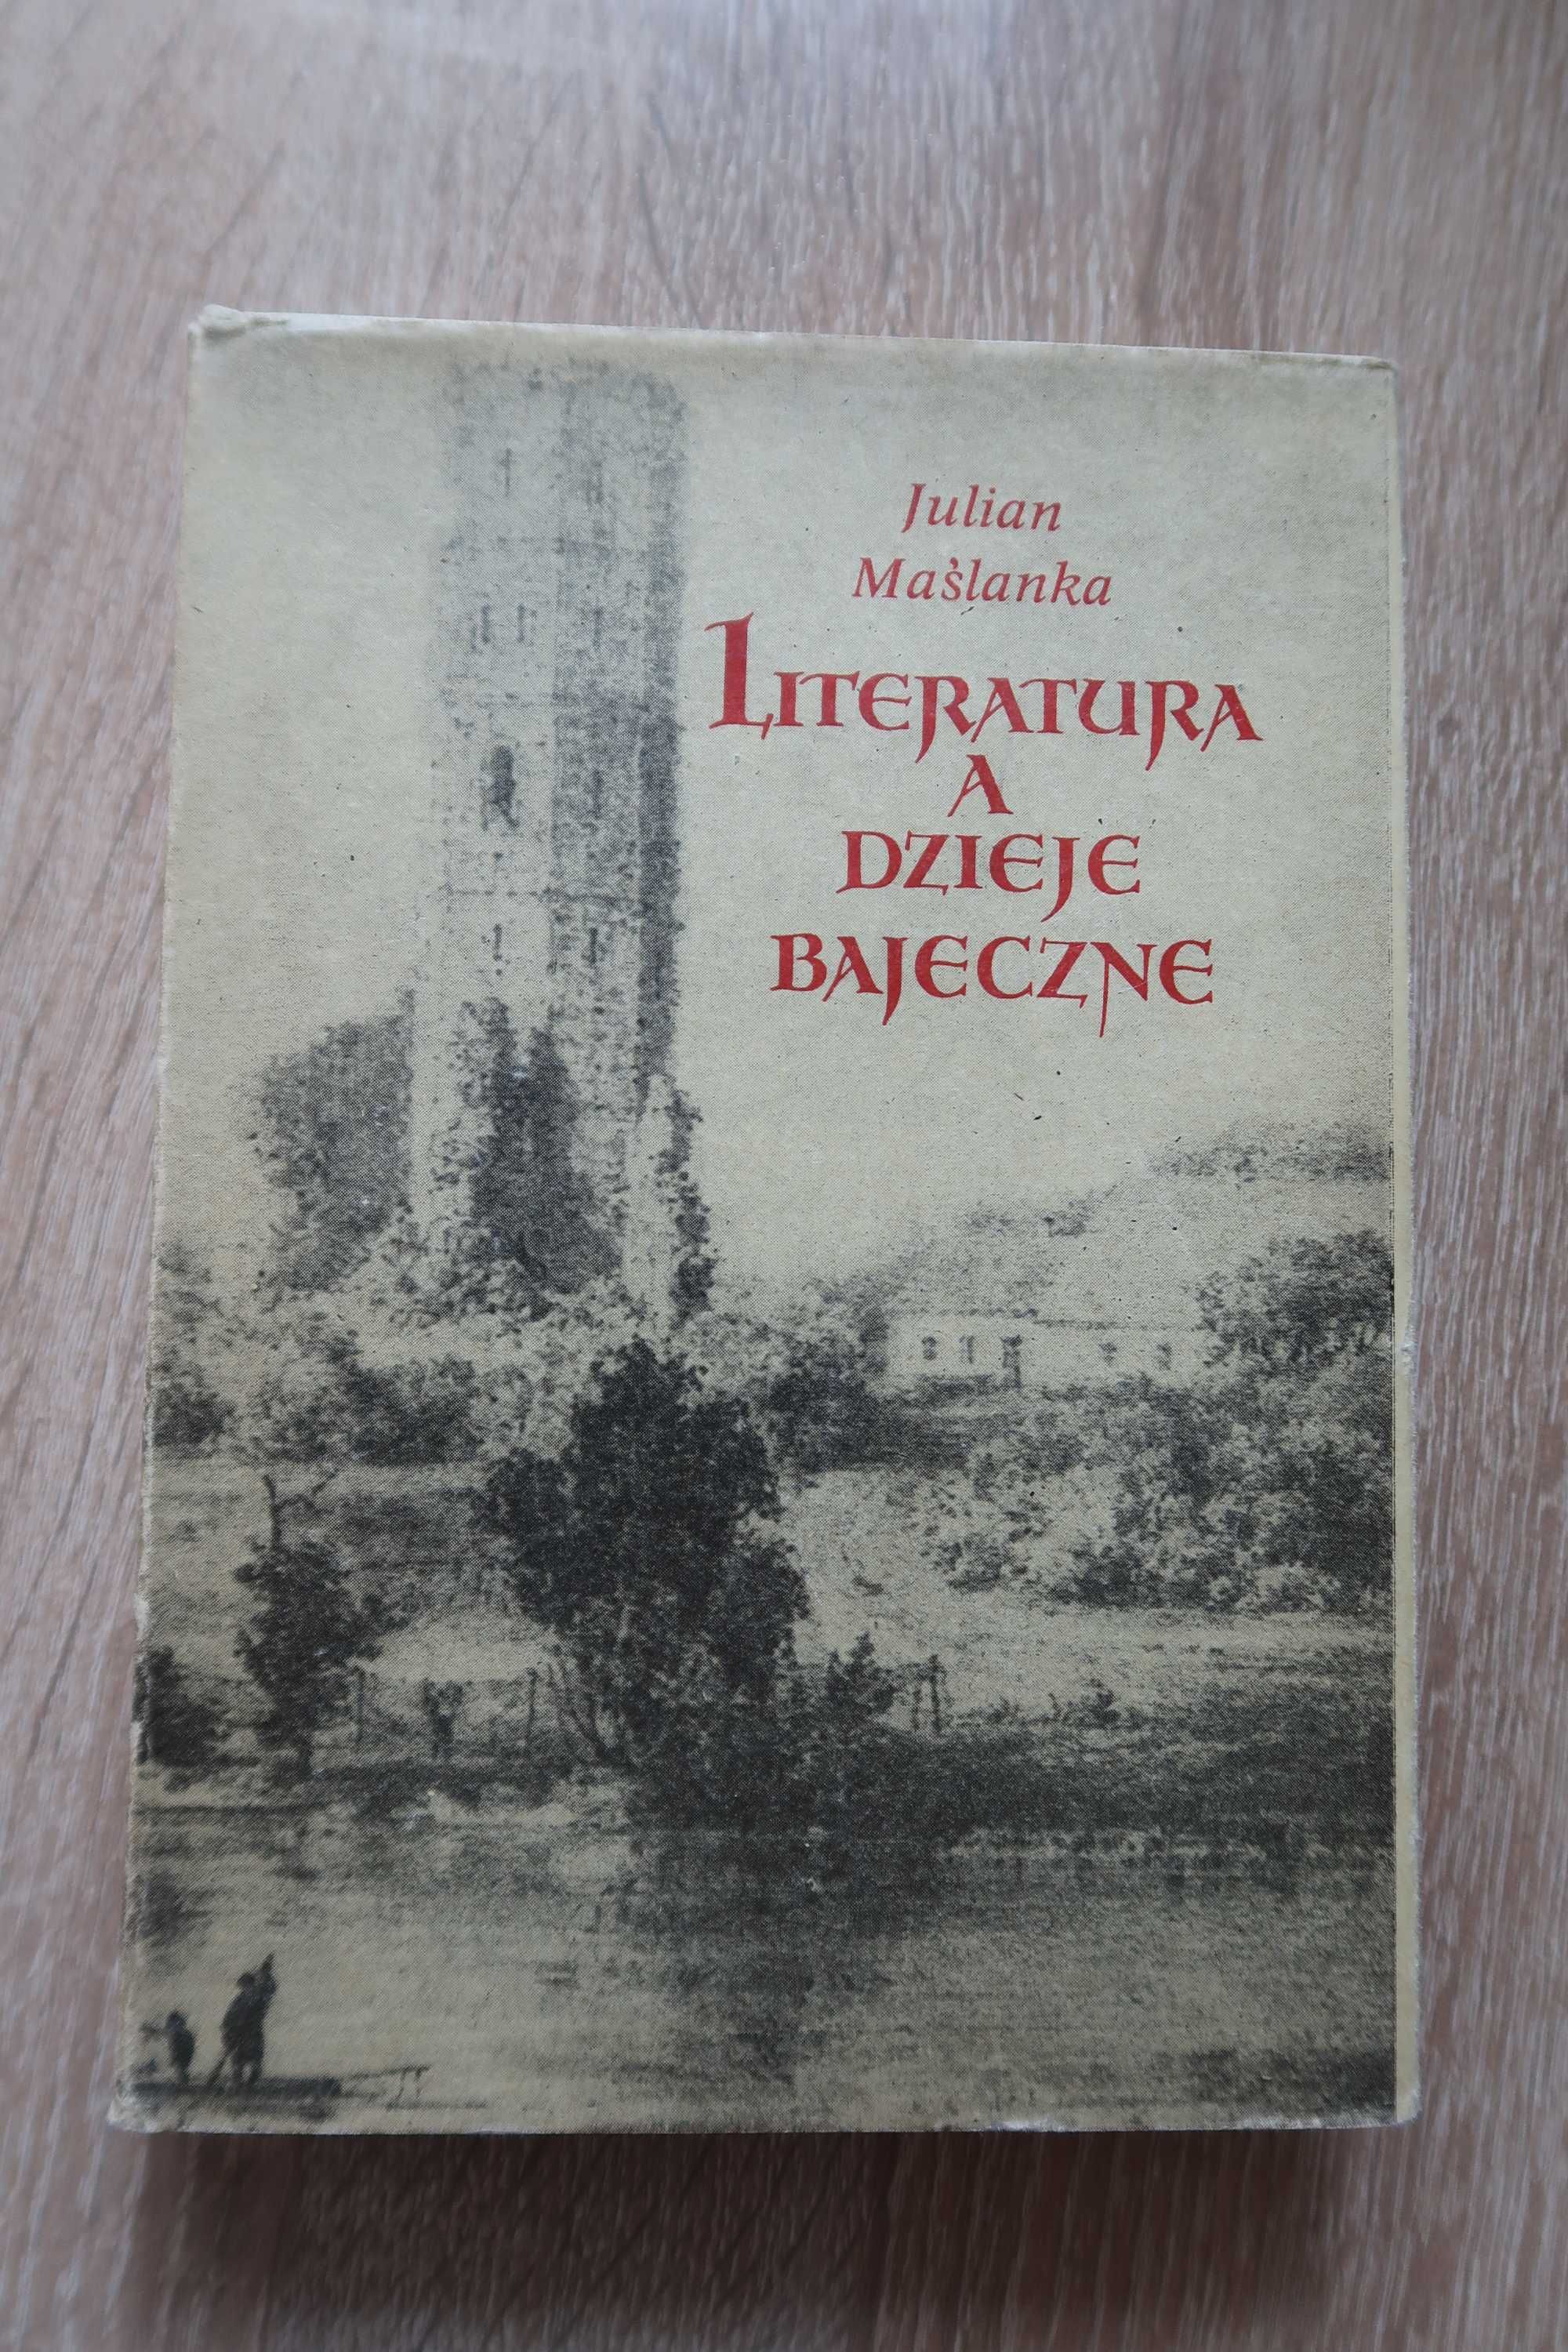 Julian
Maślanka
LITERATURA
A
DZIEJE
BAJECZNE